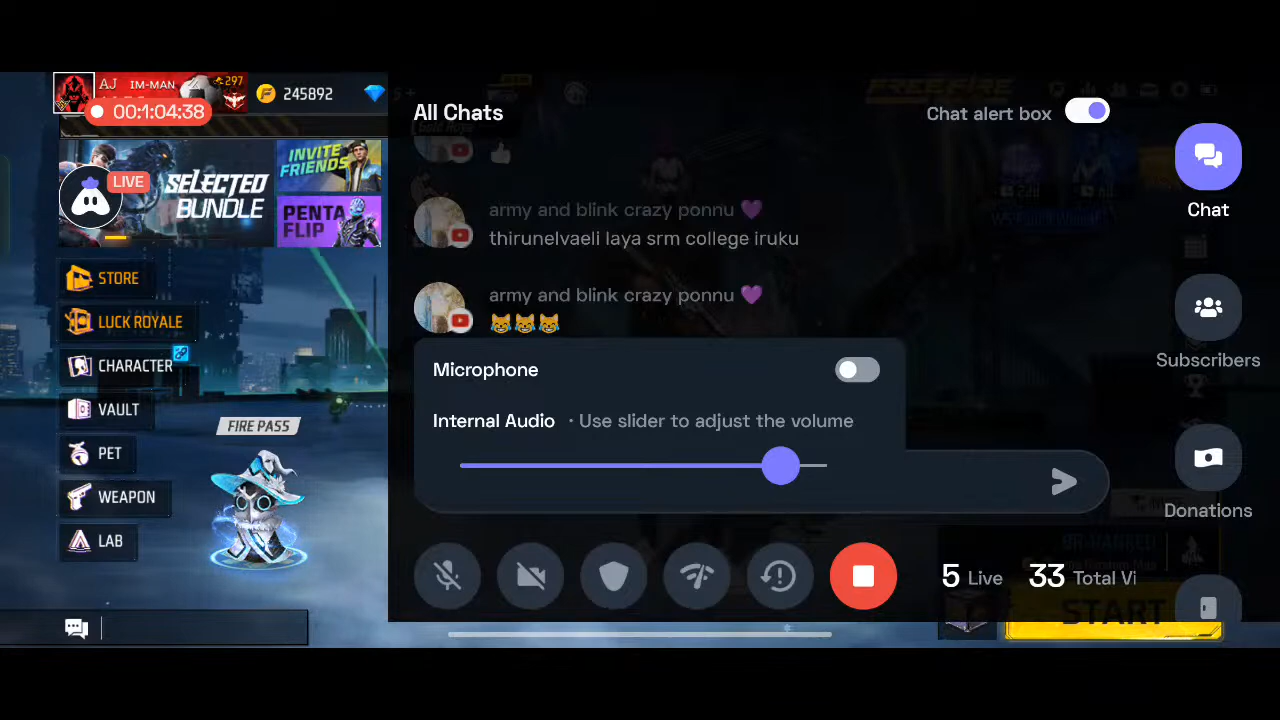 AJ IM-MAN
297
245892
00:1:04:38
LIVE
SELECTED
BUNDLE
INVITE
FRIENDS
PENTA
FLIP
STORE
LUCK ROYALE
CHARACTER
VAULT
PET
WEAPON
LAB
FIRE PASS
All Chats
Chat alert box
FREE FIRE
army and blink crazy ponnu 💜
thirunelvaeli laya srm college iruku
army and blink crazy ponnu 💜
😹😹😹
Microphone
Internal Audio · Use slider to adjust the volume
Chat
Subscribers
Donations
5 Live 33 Total Vi
START